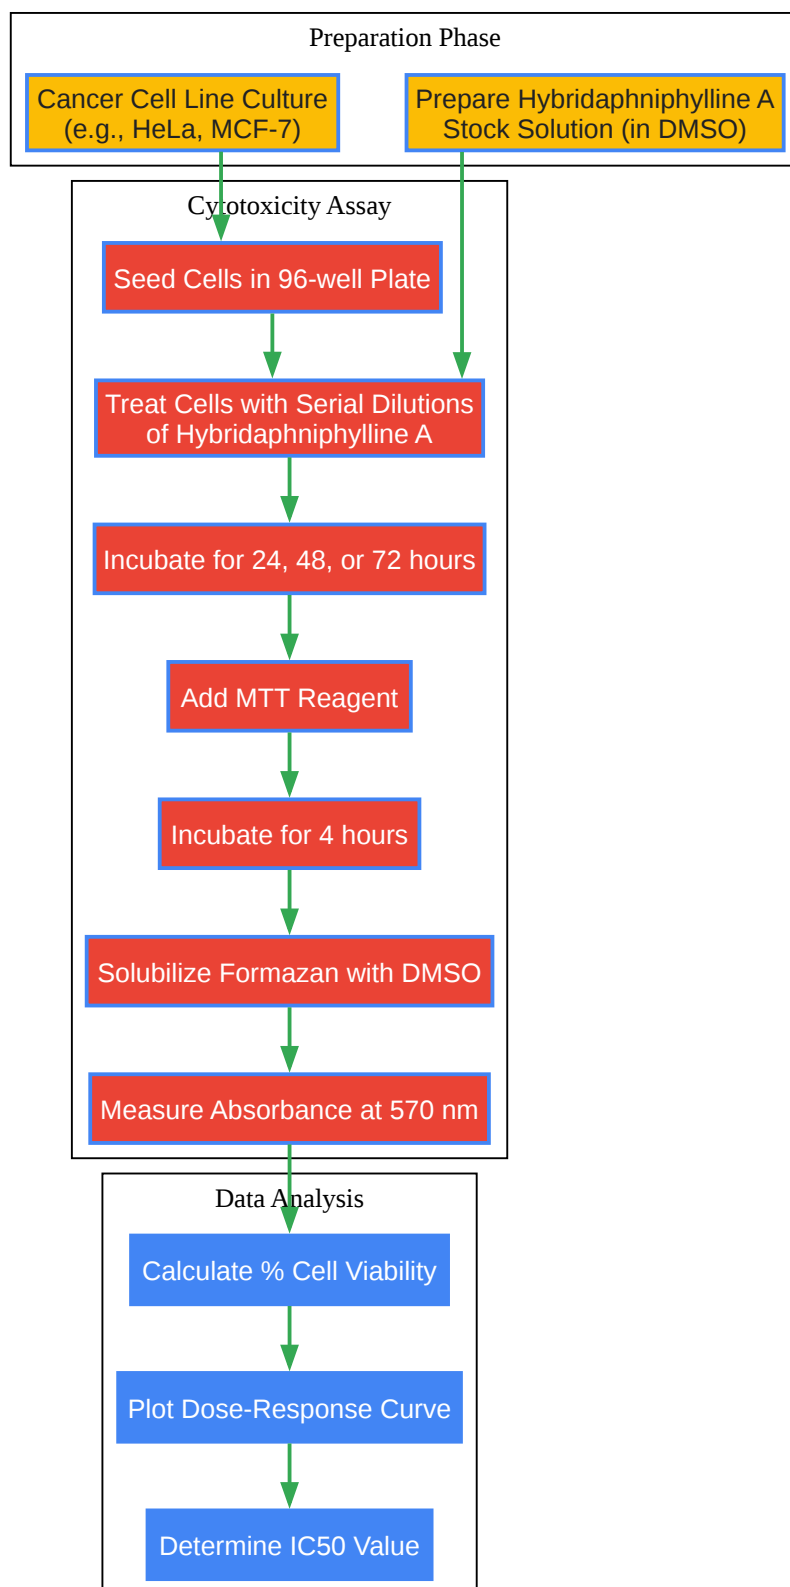 Preparation Phase
Cancer Cell Line Culture
(e.g., HeLa, MCF-7)
Prepare Hybridaphniphylline A
Stock Solution (in DMSO)
Cytotoxicity Assay
Seed Cells in 96-well Plate
Treat Cells with Serial Dilutions
of Hybridaphniphylline A
Incubate for 24, 48, or 72 hours
Add MTT Reagent
Incubate for 4 hours
Solubilize Formazan with DMSO
Measure Absorbance at 570 nm
Data Analysis
Calculate % Cell Viability
Plot Dose-Response Curve
Determine IC50 Value